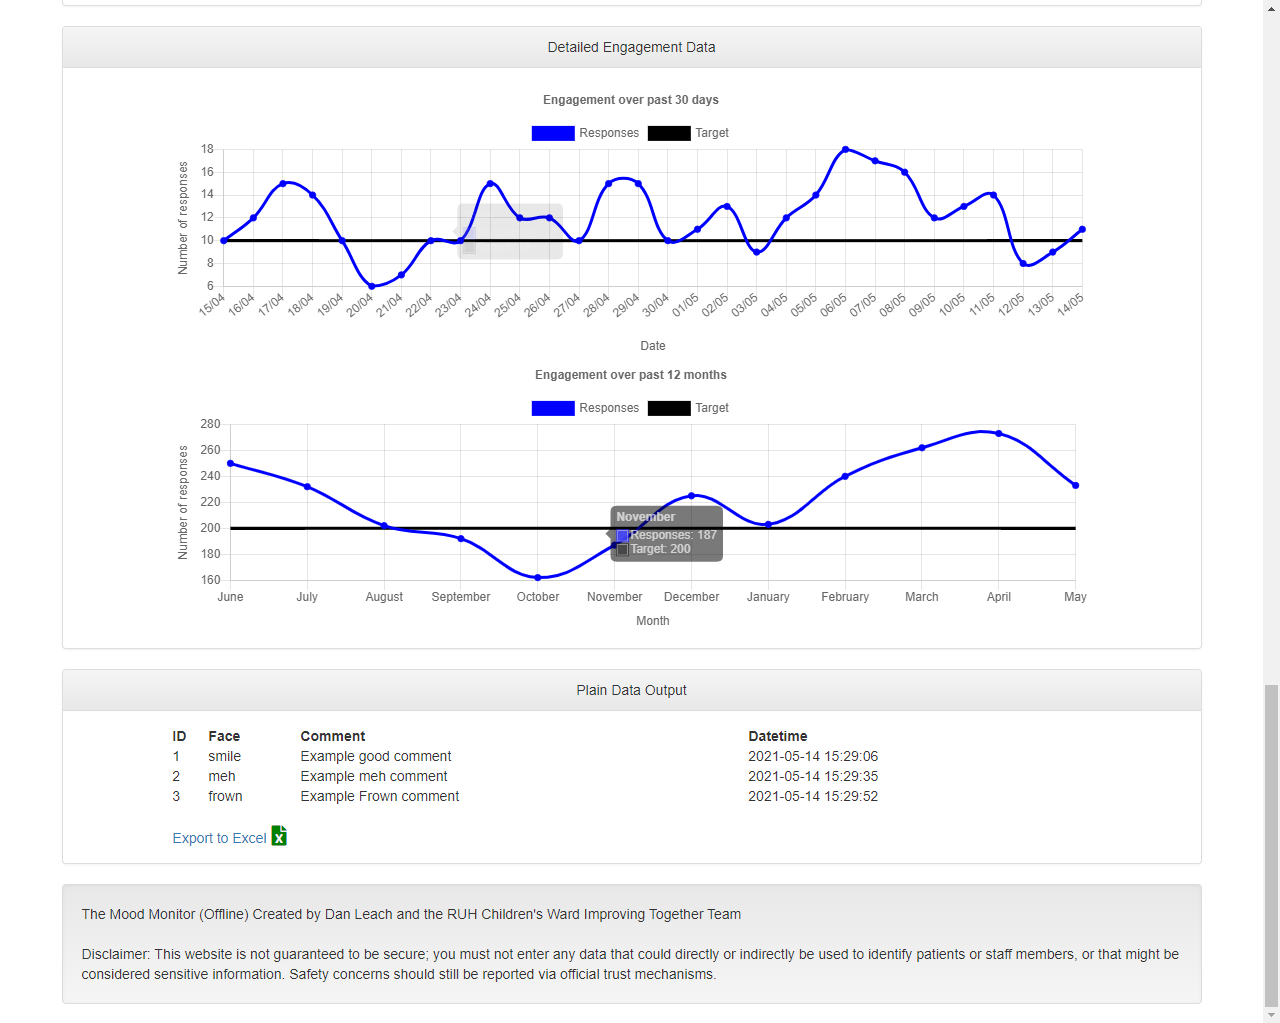 Detailed Engagement Data
Engagement over past 30 days
Responses Target
Number of responses
18
16
14
12
10
8
6
15/04 16/04 17/04 18/04 19/04 20/04 21/04 22/04 23/04 24/04 25/04 26/04 27/04 28/04 29/04 30/04 01/05 02/05 03/05 04/05 05/05 06/05 07/05 08/05 09/05 10/05 11/05 12/05 13/05 14/05
Date
Engagement over past 12 months
Responses Target
Number of responses
280
260
240
220
200
180
160
November
Responses: 187
Target: 200
June July August September October November December January February March April May
Month
Plain Data Output
ID Face Comment Datetime
1 smile Example good comment 2021-05-14 15:29:06
2 meh Example meh comment 2021-05-14 15:29:35
3 frown Example Frown comment 2021-05-14 15:29:52
Export to Excel
The Mood Monitor (Offline) Created by Dan Leach and the RUH Children's Ward Improving Together Team
Disclaimer: This website is not guaranteed to be secure; you must not enter any data that could directly or indirectly be used to identify patients or staff members, or that might be
considered sensitive information. Safety concerns should still be reported via official trust mechanisms.